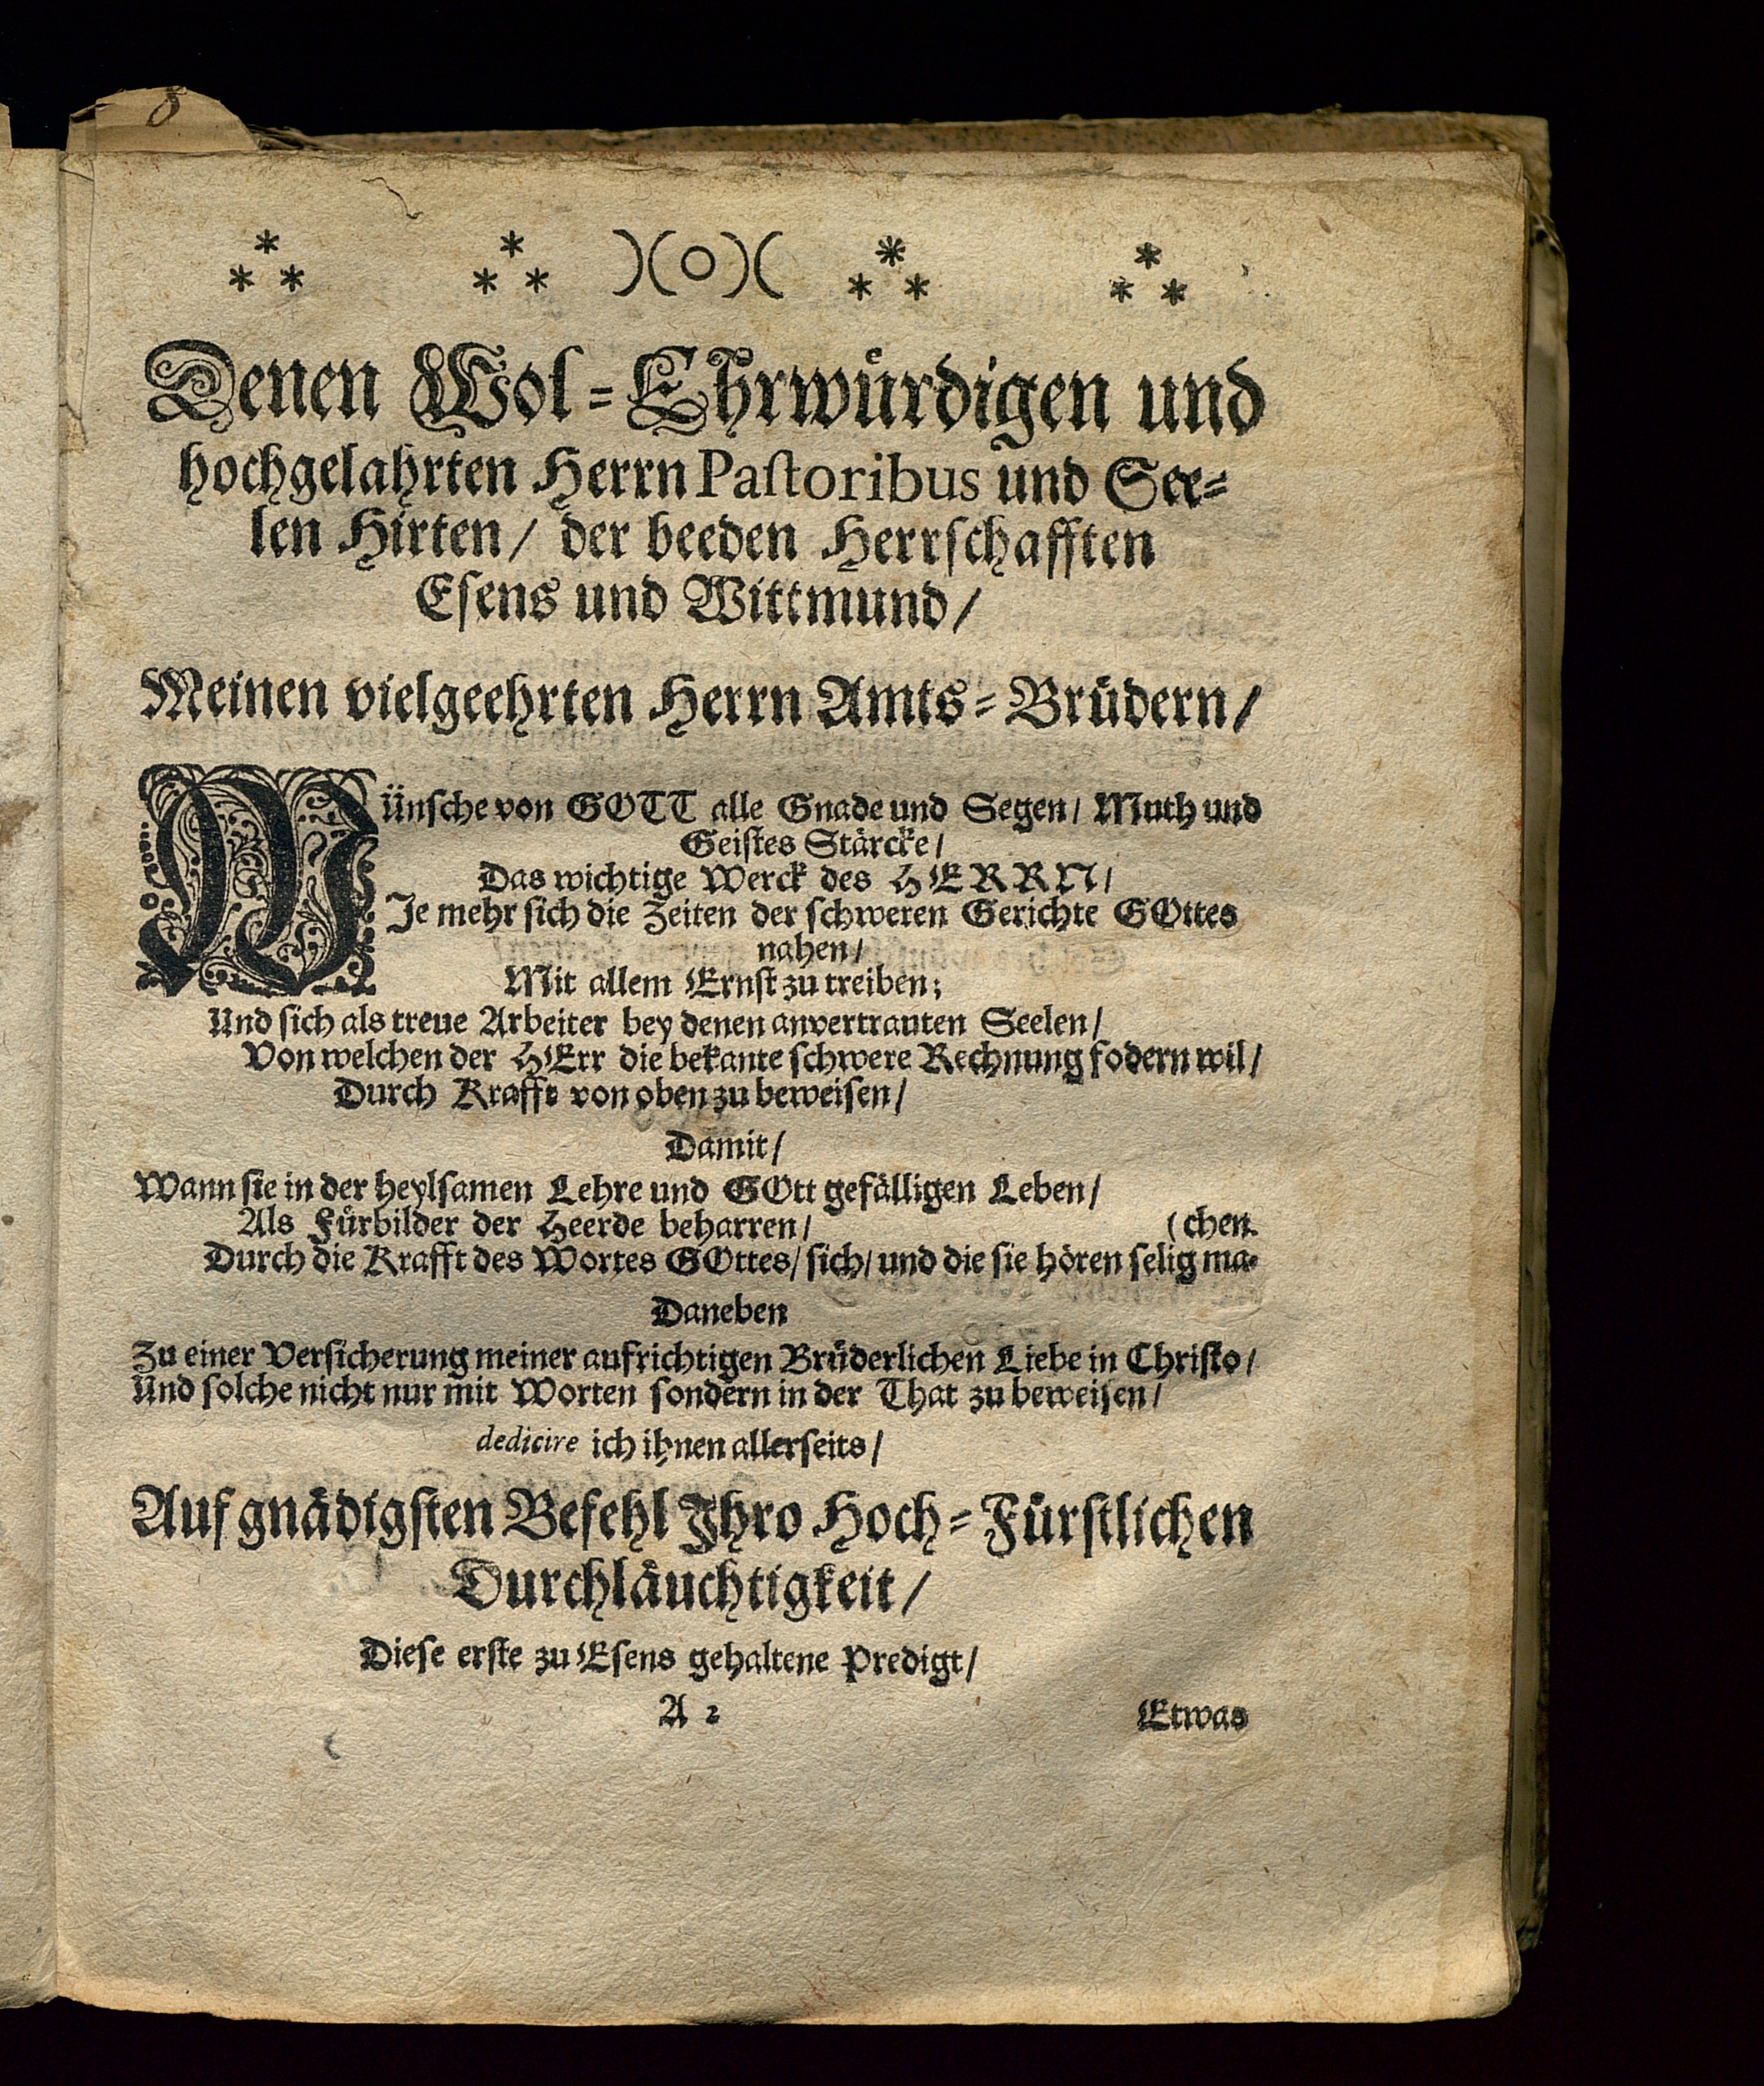 8
* * * * * * )(o)( * * * * * *
Denen Wol-Ehrwürdigen und
hochgelahrten Herrn Pastoribus und See-
len Hirten/ der beeden Herrschafften
Esens und Wittmund/
Meinen vielgeehrten Herrn Amts-Brüdern/
WÜnsche von GOTT alle Gnade und Segen/ Muth und
Geistes Stärcke/
Das wichtige Werck des HERRN/
Je mehr sich die Zeiten der schweren Gerichte GOttes
nahen/
Mit allem Ernst zu treiben;
Und sich als treue Arbeiter bey denen anvertrauten Seelen/
Von welchen der HErr die bekante schwere Rechnung fodern wil/
Durch Krafft von oben zu beweisen/
Damit/
Wann sie in der heylsamen Lehre und GOtt gefälligen Leben/
Als Fürbilder der Heerde beharren/ (chen.
Durch die Krafft des Wortes GOttes/ sich/ und die sie hören selig ma-
Daneben
Zu einer Versicherung meiner aufrichtigen Brüderlichen Liebe in Christo/
Und solche nicht nur mit Worten sondern in der That zu beweisen/
dedicire ich ihnen allerseits/
Auf gnädigsten Befehl Ihro Hoch-Fürstlichen
Durchläuchtigkeit/
Diese erste zu Esens gehaltene Predigt/
A 2 Etwas